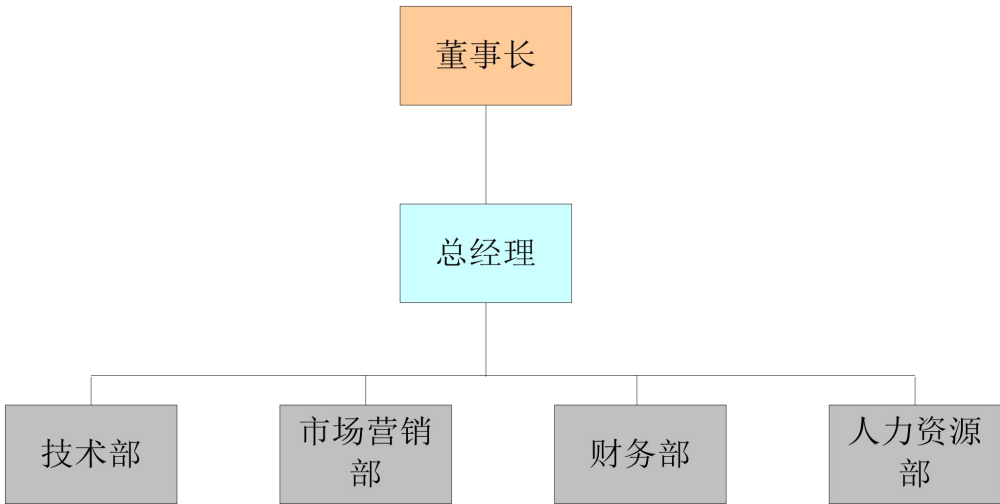 董事长
总经理
技术部
市场营销
部
财务部
人力资源
部